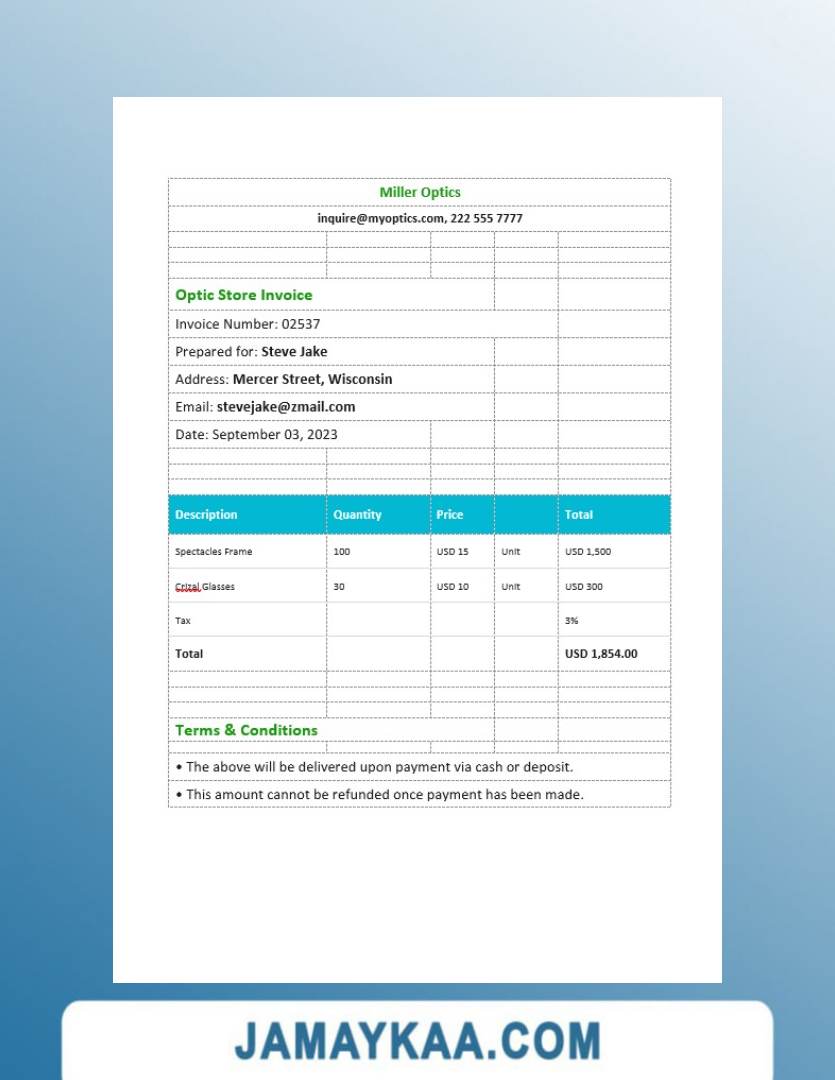 Miller Optics
inquire@myoptics.com, 222 555 7777
Optic Store Invoice
Invoice Number: 02537
Prepared for: Steve Jake
Address: Mercer Street, Wisconsin
Email: stevejake@zmail.com
Date: September 03, 2023
Description Quantity Price Total
Spectacles Frame 100 USD 15 Unit USD 1,500
Crizal Glasses 30 USD 10 Unit USD 300
Tax 3%
Total USD 1,854.00
Terms & Conditions
• The above will be delivered upon payment via cash or deposit.
• This amount cannot be refunded once payment has been made.
JAMAYKAA.COM